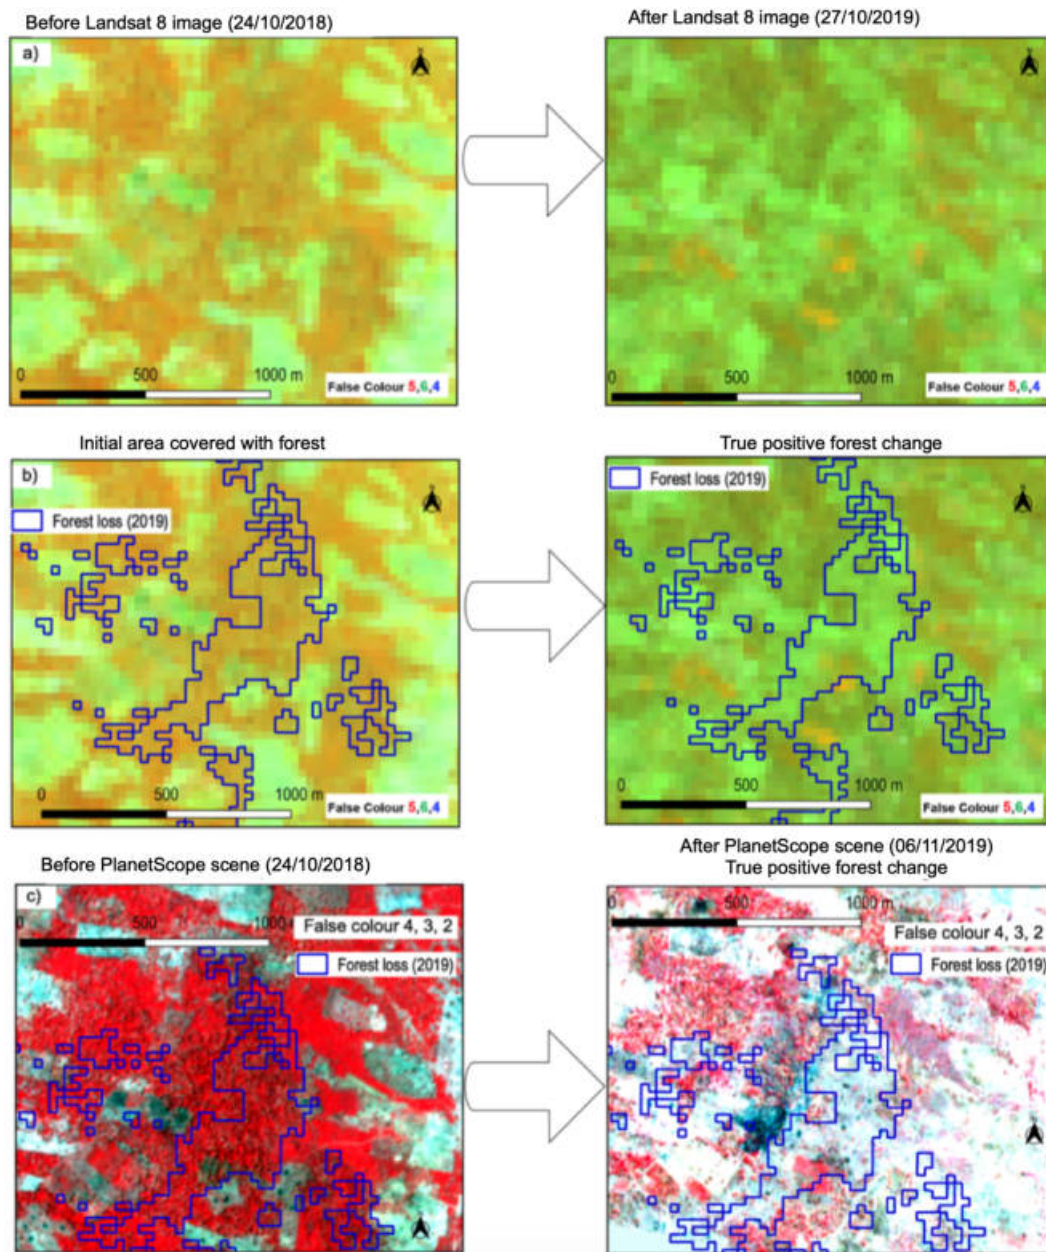 Before Landsat 8 image (24/10/2018)
After Landsat 8 image (27/10/2019)
a)
0 500 1000 m
False Colour 5,6,4
0 500 1000 m
False Colour 5,6,4
Initial area covered with forest
True positive forest change
b)
Forest loss (2019)
Forest loss (2019)
0 500 1000 m
False Colour 5,6,4
0 500 1000 m
False Colour 5,6,4
Before PlanetScope scene (24/10/2018)
After PlanetScope scene (06/11/2019)
True positive forest change
c)
0 500 1000 m
False colour 4, 3, 2
Forest loss (2019)
0 500 1000 m
False colour 4, 3, 2
Forest loss (2019)